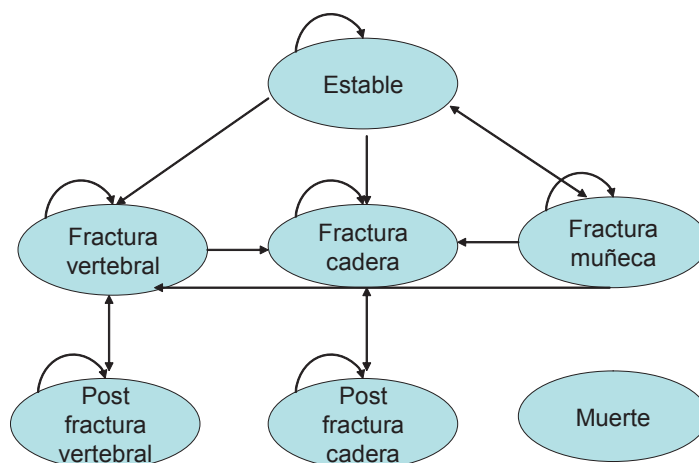 Estable
Fractura
vertebral
Fractura
cadera
Fractura
muñeca
Post
fractura
vertebral
Post
fractura
cadera
Muerte